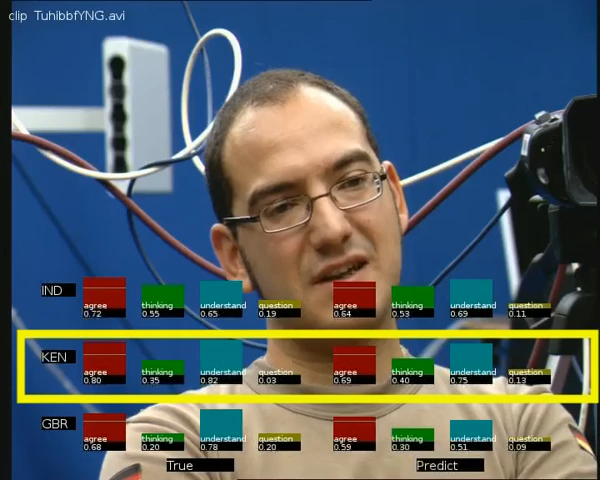 clip TuhibbfYNG.avi
IND agree thinking understand question agree thinking understand question
0.72 0.55 0.65 0.19 0.64 0.53 0.69 0.11
KEN agree thinking understand question agree thinking understand question
0.80 0.35 0.82 0.03 0.69 0.40 0.75 0.13
GBR agree thinking understand question agree thinking understand question
0.68 0.20 0.78 0.20 0.59 0.30 0.51 0.09
True Predict